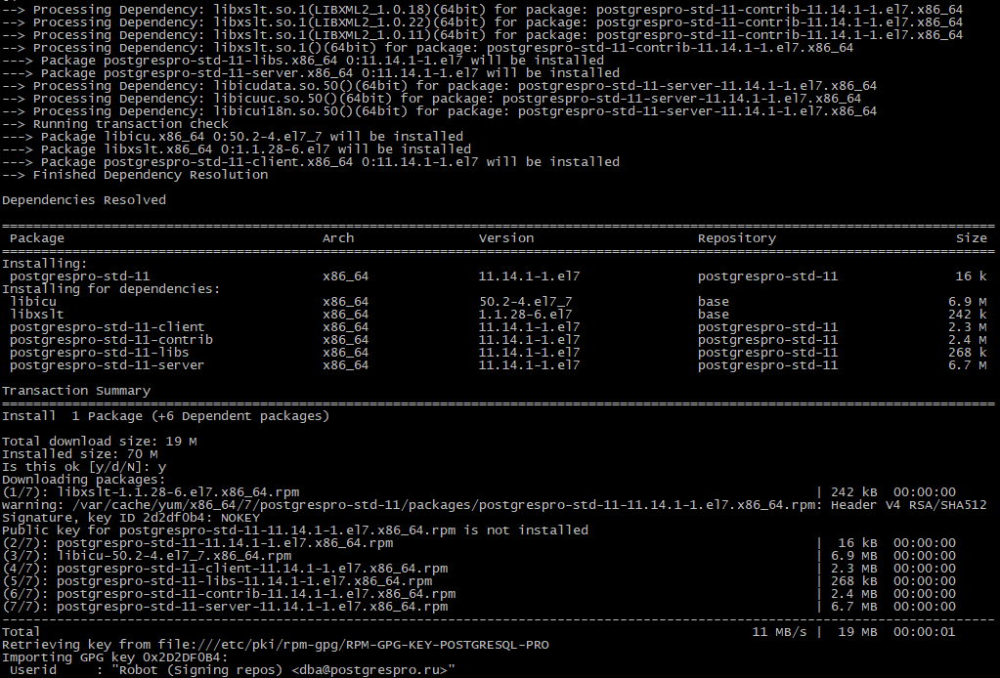 --> Processing Dependency: libxslt.so.1(LIBXML2_1.0.18)(64bit) for package: postgrespro-std-11-contrib-11.14.1-1.el7.x86_64
--> Processing Dependency: libxslt.so.1(LIBXML2_1.0.22)(64bit) for package: postgrespro-std-11-contrib-11.14.1-1.el7.x86_64
--> Processing Dependency: libxslt.so.1(LIBXML2_1.0.11)(64bit) for package: postgrespro-std-11-contrib-11.14.1-1.el7.x86_64
--> Processing Dependency: libxslt.so.1()(64bit) for package: postgrespro-std-11-contrib-11.14.1-1.el7.x86_64
---> Package postgrespro-std-11-libs.x86_64 0:11.14.1-1.el7 will be installed
---> Package postgrespro-std-11-server.x86_64 0:11.14.1-1.el7 will be installed
--> Processing Dependency: libicudata.so.50()(64bit) for package: postgrespro-std-11-server-11.14.1-1.el7.x86_64
--> Processing Dependency: libicuuc.so.50()(64bit) for package: postgrespro-std-11-server-11.14.1-1.el7.x86_64
--> Processing Dependency: libicui18n.so.50()(64bit) for package: postgrespro-std-11-server-11.14.1-1.el7.x86_64
--> Running transaction check
---> Package libicu.x86_64 0:50.2-4.el7_7 will be installed
---> Package libxslt.x86_64 0:1.1.28-6.el7 will be installed
---> Package postgrespro-std-11-client.x86_64 0:11.14.1-1.el7 will be installed
--> Finished Dependency Resolution
Dependencies Resolved
Package Arch Version Repository Size
Installing:
postgrespro-std-11 x86_64 11.14.1-1.el7 postgrespro-std-11 16 k
Installing for dependencies:
libicu x86_64 50.2-4.el7_7 base 6.9 M
libxslt x86_64 1.1.28-6.el7 base 242 k
postgrespro-std-11-client x86_64 11.14.1-1.el7 postgrespro-std-11 2.3 M
postgrespro-std-11-contrib x86_64 11.14.1-1.el7 postgrespro-std-11 2.4 M
postgrespro-std-11-libs x86_64 11.14.1-1.el7 postgrespro-std-11 268 k
postgrespro-std-11-server x86_64 11.14.1-1.el7 postgrespro-std-11 6.7 M
Transaction Summary
Install 1 Package (+6 Dependent packages)
Total download size: 19 M
Installed size: 70 M
Is this ok [y/d/N]: y
Downloading packages:
(1/7): libxslt-1.1.28-6.el7.x86_64.rpm | 242 kB 00:00:00
warning: /var/cache/yum/x86_64/7/postgrespro-std-11/packages/postgrespro-std-11-11.14.1-1.el7.x86_64.rpm: Header V4 RSA/SHA512
Signature, key ID 2d2df0b4: NOKEY
Public key for postgrespro-std-11-11.14.1-1.el7.x86_64.rpm is not installed
(2/7): postgrespro-std-11-11.14.1-1.el7.x86_64.rpm | 16 kB 00:00:00
(3/7): libicu-50.2-4.el7_7.x86_64.rpm | 6.9 MB 00:00:00
(4/7): postgrespro-std-11-client-11.14.1-1.el7.x86_64.rpm | 2.3 MB 00:00:00
(5/7): postgrespro-std-11-libs-11.14.1-1.el7.x86_64.rpm | 268 kB 00:00:00
(6/7): postgrespro-std-11-contrib-11.14.1-1.el7.x86_64.rpm | 2.4 MB 00:00:00
(7/7): postgrespro-std-11-server-11.14.1-1.el7.x86_64.rpm | 6.7 MB 00:00:00
Total 11 MB/s | 19 MB 00:00:01
Retrieving key from file:///etc/pki/rpm-gpg/RPM-GPG-KEY-POSTGRESQL-PRO
Importing GPG key 0x2D2DF0B4:
Userid : "Robot (Signing repos) <dba@postgrespro.ru>"